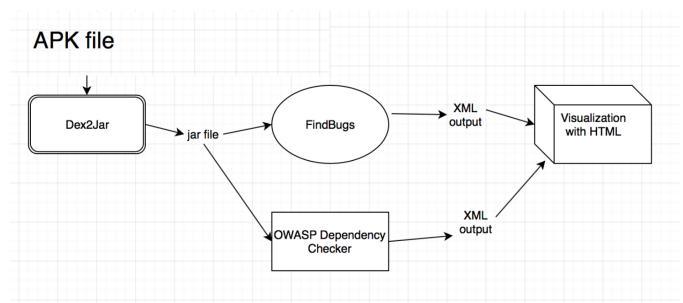 APK file
Dex2Jar
jar file
FindBugs
XML
output
Visualization
with HTML
OWASP Dependency
Checker
XML
output